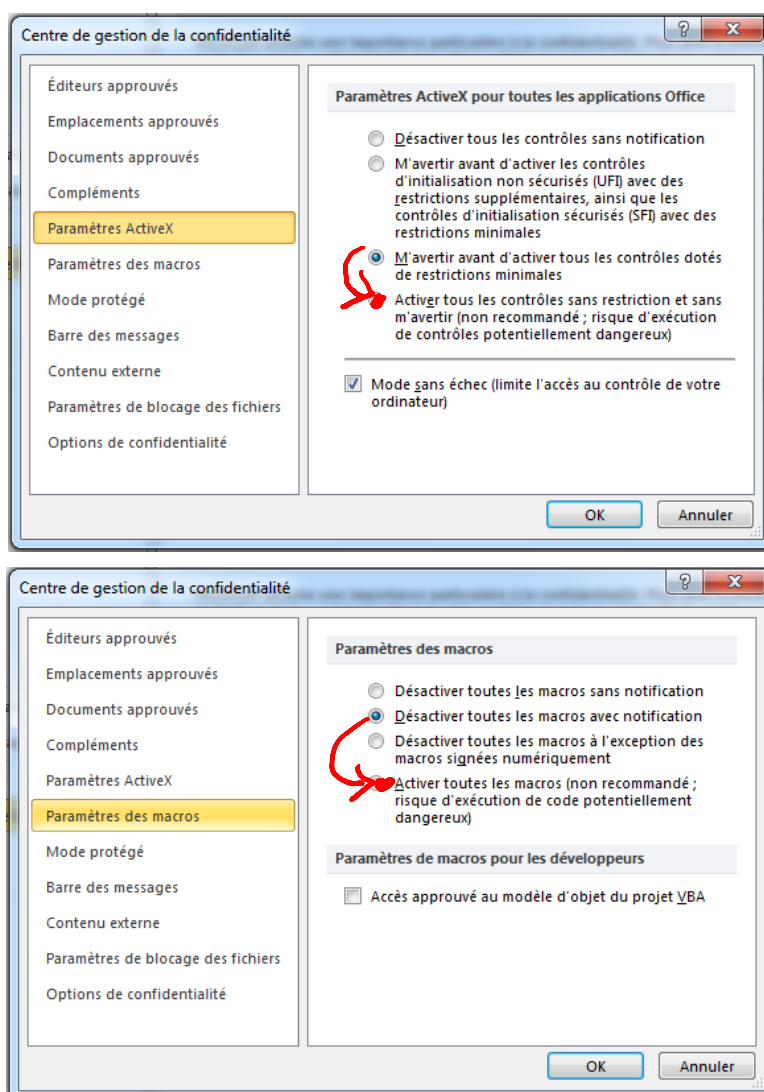 Centre de gestion de la confidentialité
Éditeurs approuvés
Emplacements approuvés
Documents approuvés
Compléments
Paramètres ActiveX
Paramètres des macros
Mode protégé
Barre des messages
Contenu externe
Paramètres de blocage des fichiers
Options de confidentialité
Paramètres ActiveX pour toutes les applications Office
Désactiver tous les contrôles sans notification
M'avertir avant d'activer les contrôles
d'initialisation non sécurisés (UFI) avec des
restrictions supplémentaires, ainsi que les
contrôles d'initialisation sécurisés (SFI) avec des
restrictions minimales
M'avertir avant d'activer tous les contrôles dotés
de restrictions minimales
Activer tous les contrôles sans restriction et sans
m'avertir (non recommandé ; risque d'exécution
de contrôles potentiellement dangereux)
Mode sans échec (limite l'accès au contrôle de votre
ordinateur)
OK
Annuler
Centre de gestion de la confidentialité
Éditeurs approuvés
Emplacements approuvés
Documents approuvés
Compléments
Paramètres ActiveX
Paramètres des macros
Mode protégé
Barre des messages
Contenu externe
Paramètres de blocage des fichiers
Options de confidentialité
Paramètres des macros
Désactiver toutes les macros sans notification
Désactiver toutes les macros avec notification
Désactiver toutes les macros à l'exception des
macros signées numériquement
Activer toutes les macros (non recommandé ;
risque d'exécution de code potentiellement
dangereux)
Paramètres de macros pour les développeurs
Accès approuvé au modèle d'objet du projet VBA
OK
Annuler